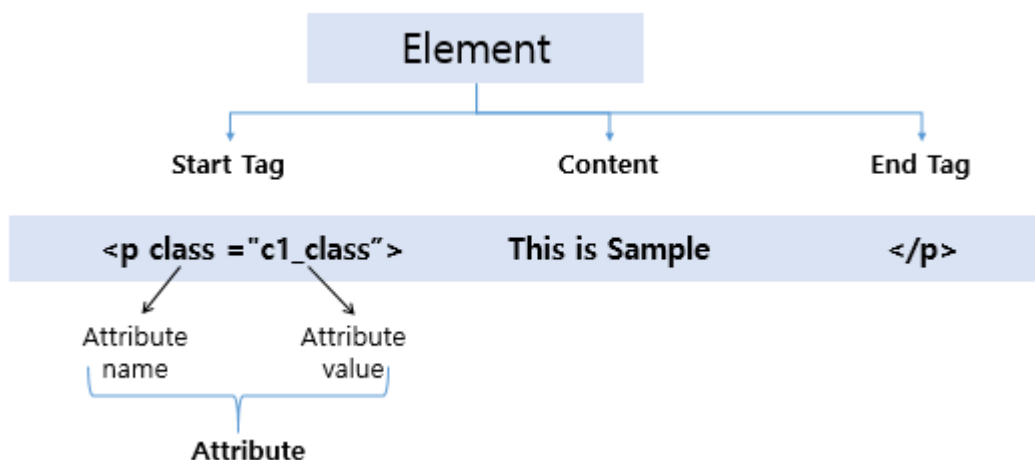 Element
Start Tag Content End Tag
<p class ="c1_class”> This is Sample </p>
Attribute name
Attribute value
Attribute